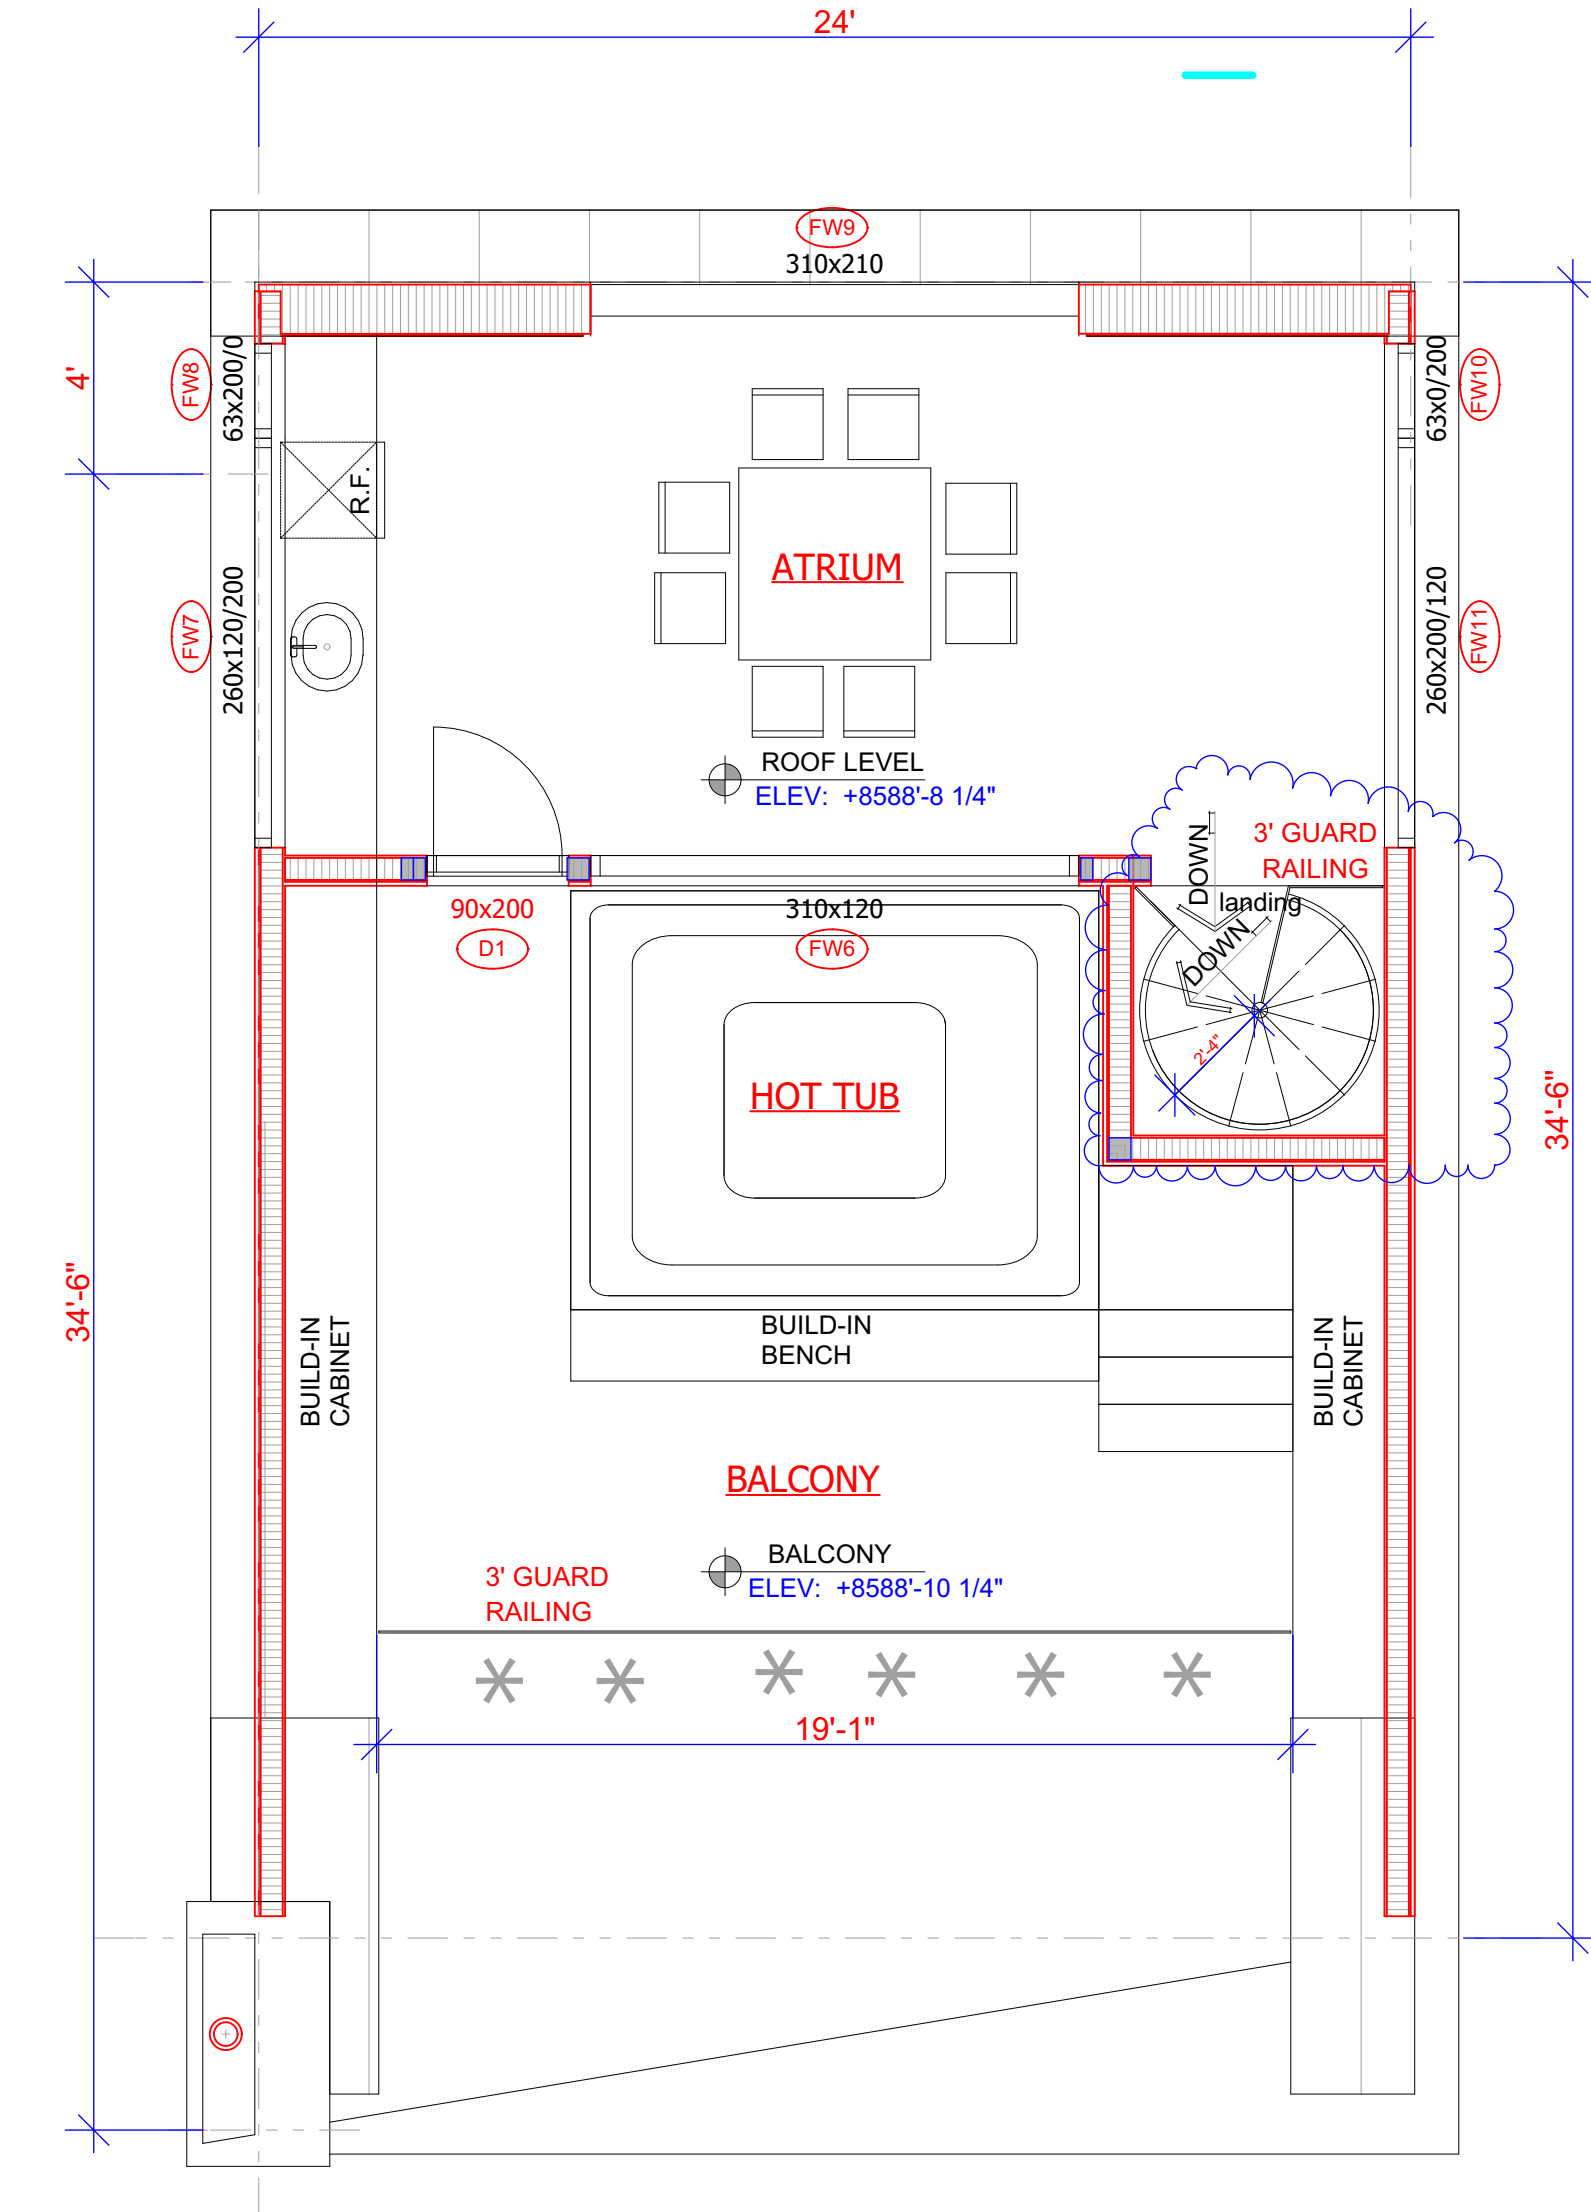 24'
FW9
310x210
4'
FW8
63x200/0
63x0/200
FW10
R.F.
ATRIUM
FW7
260x120/200
260x200/120
FW11
ROOF LEVEL
ELEV: +8588'-8 1/4"
DOWN
3' GUARD
RAILING
landing
DOWN
90x200
D1
310x120
FW6
2'-4"
HOT TUB
34'-6"
34'-6"
BUILD-IN
CABINET
BUILD-IN
BENCH
BUILD-IN
CABINET
BALCONY
BALCONY
ELEV: +8588'-10 1/4"
3' GUARD
RAILING
19'-1"